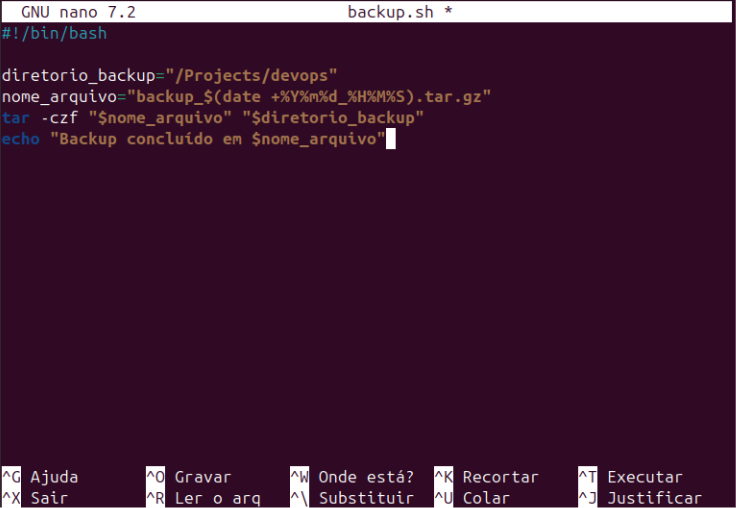 GNU nano 7.2 backup.sh *
#!/bin/bash
diretorio_backup="/Projects/devops"
nome_arquivo="backup_$(date +%Y%m%d_%H%M%S).tar.gz"
tar -czf "$nome_arquivo" "$diretorio_backup"
echo "Backup concluído em $nome_arquivo"
^G Ajuda ^O Gravar ^W Onde está? ^K Recortar ^T Executar
^X Sair ^R Ler o arq ^\ Substituir ^U Colar ^J Justificar